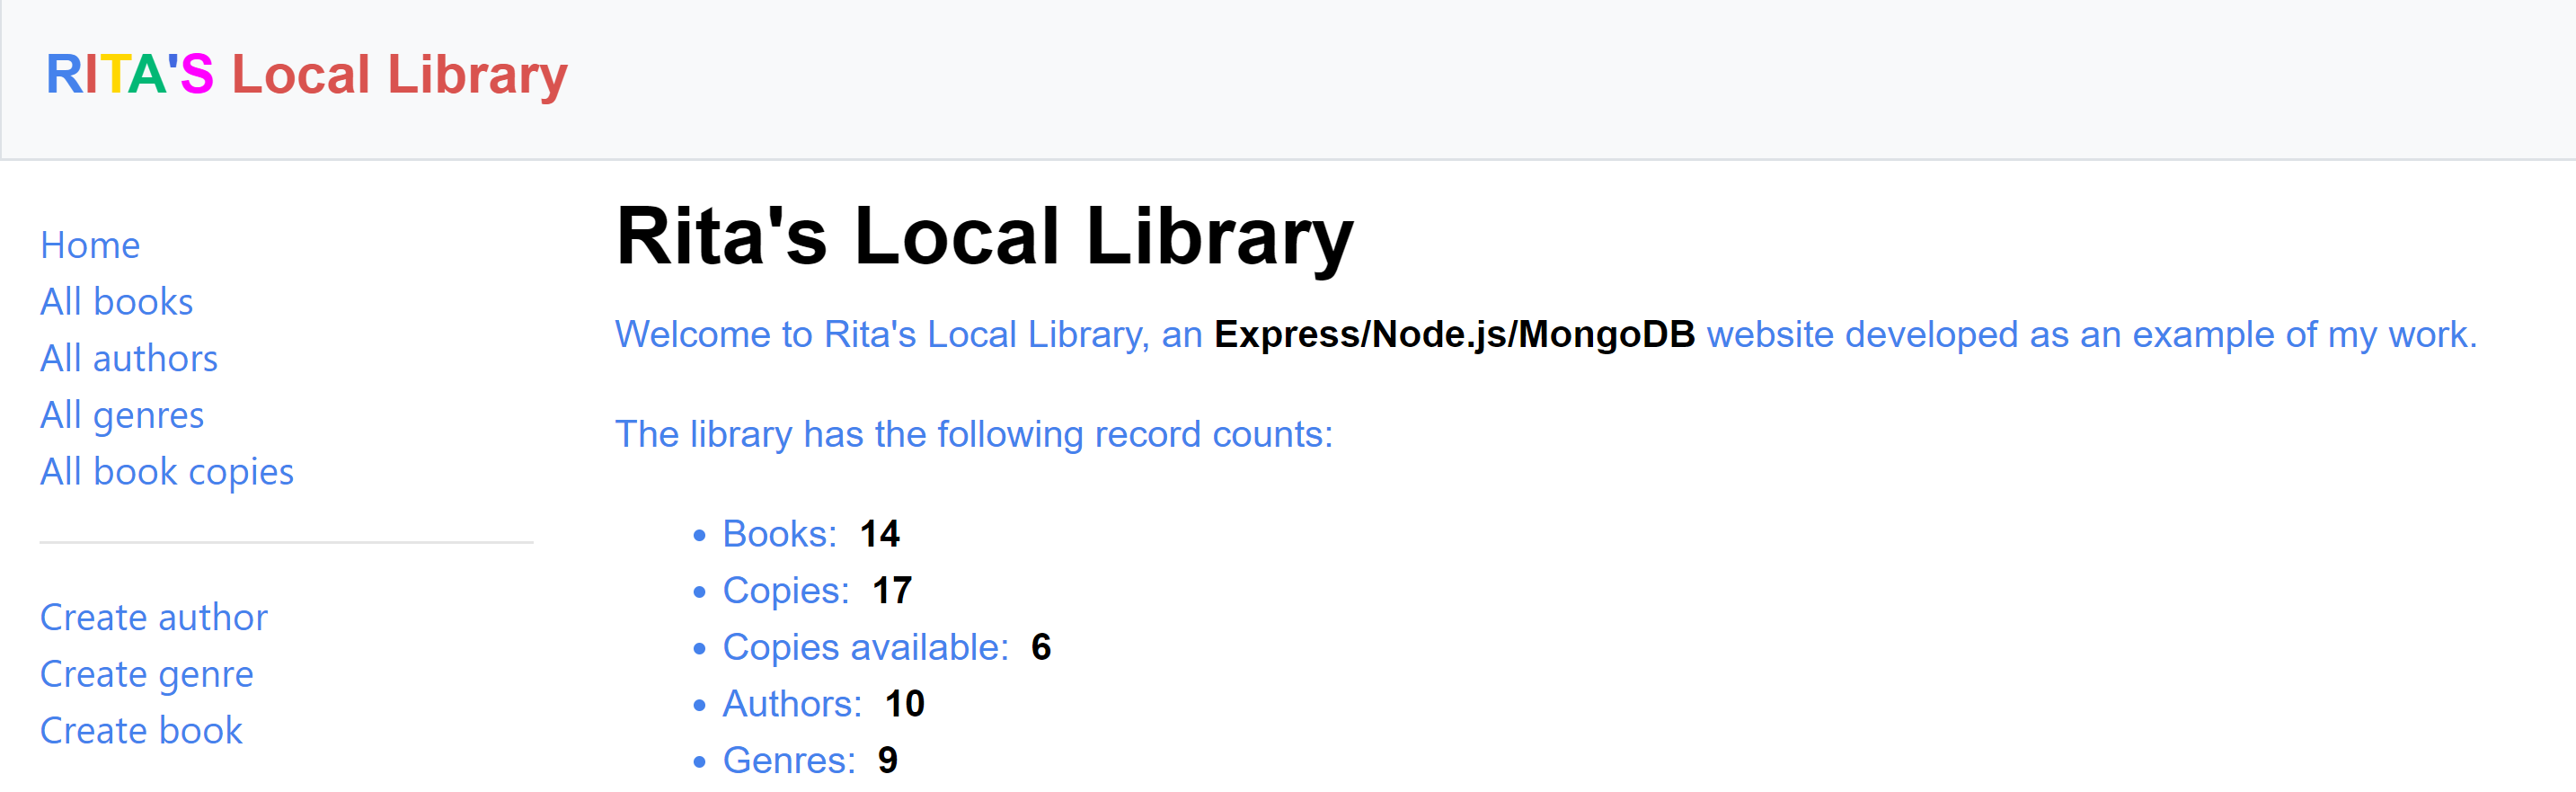 RITA'S Local Library
Home
All books
All authors
All genres
All book copies
Create author
Create genre
Create book
Rita's Local Library
Welcome to Rita's Local Library, an Express/Node.js/MongoDB website developed as an example of my work.
The library has the following record counts:
• Books: 14
• Copies: 17
• Copies available: 6
• Authors: 10
• Genres: 9